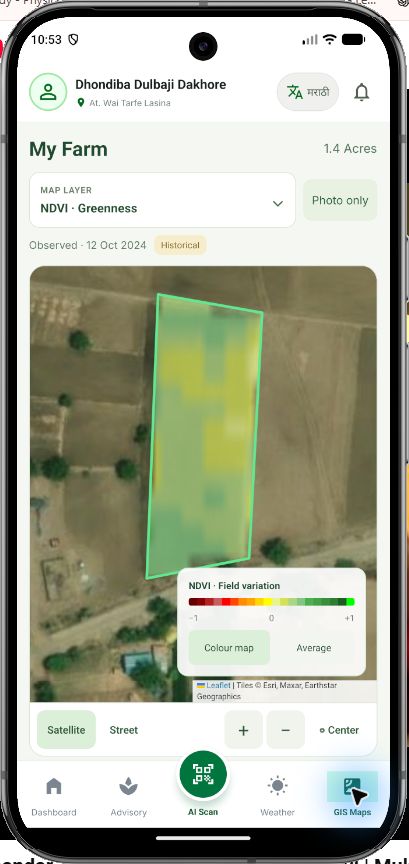 10:53
Dhondiba Dulbaji Dakhore
At. Wai Tarfe Lasina
मराठी
My Farm
1.4 Acres
MAP LAYER
NDVI · Greenness
Photo only
Observed · 12 Oct 2024
Historical
NDVI · Field variation
−1
0
+1
Colour map
Average
Leaflet | Tiles © Esri, Maxar, Earthstar
Geographics
Satellite
Street
+
−
Center
Dashboard
Advisory
AI Scan
Weather
GIS Maps